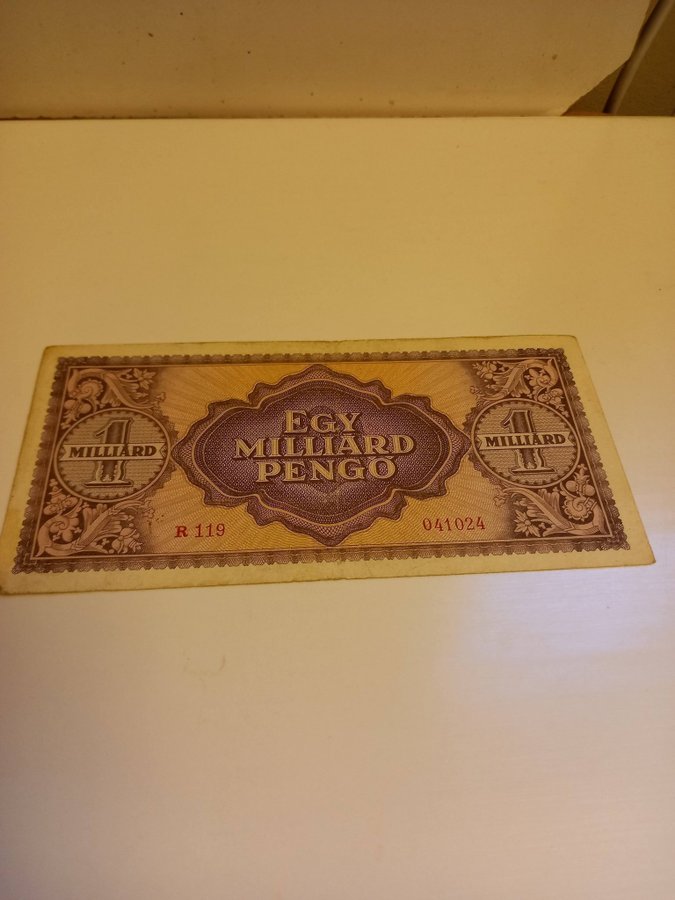 EGY
MILLIÁRD
PENGŐ
1
MILLIÁRD
1
MILLIÁRD
R 119
041024